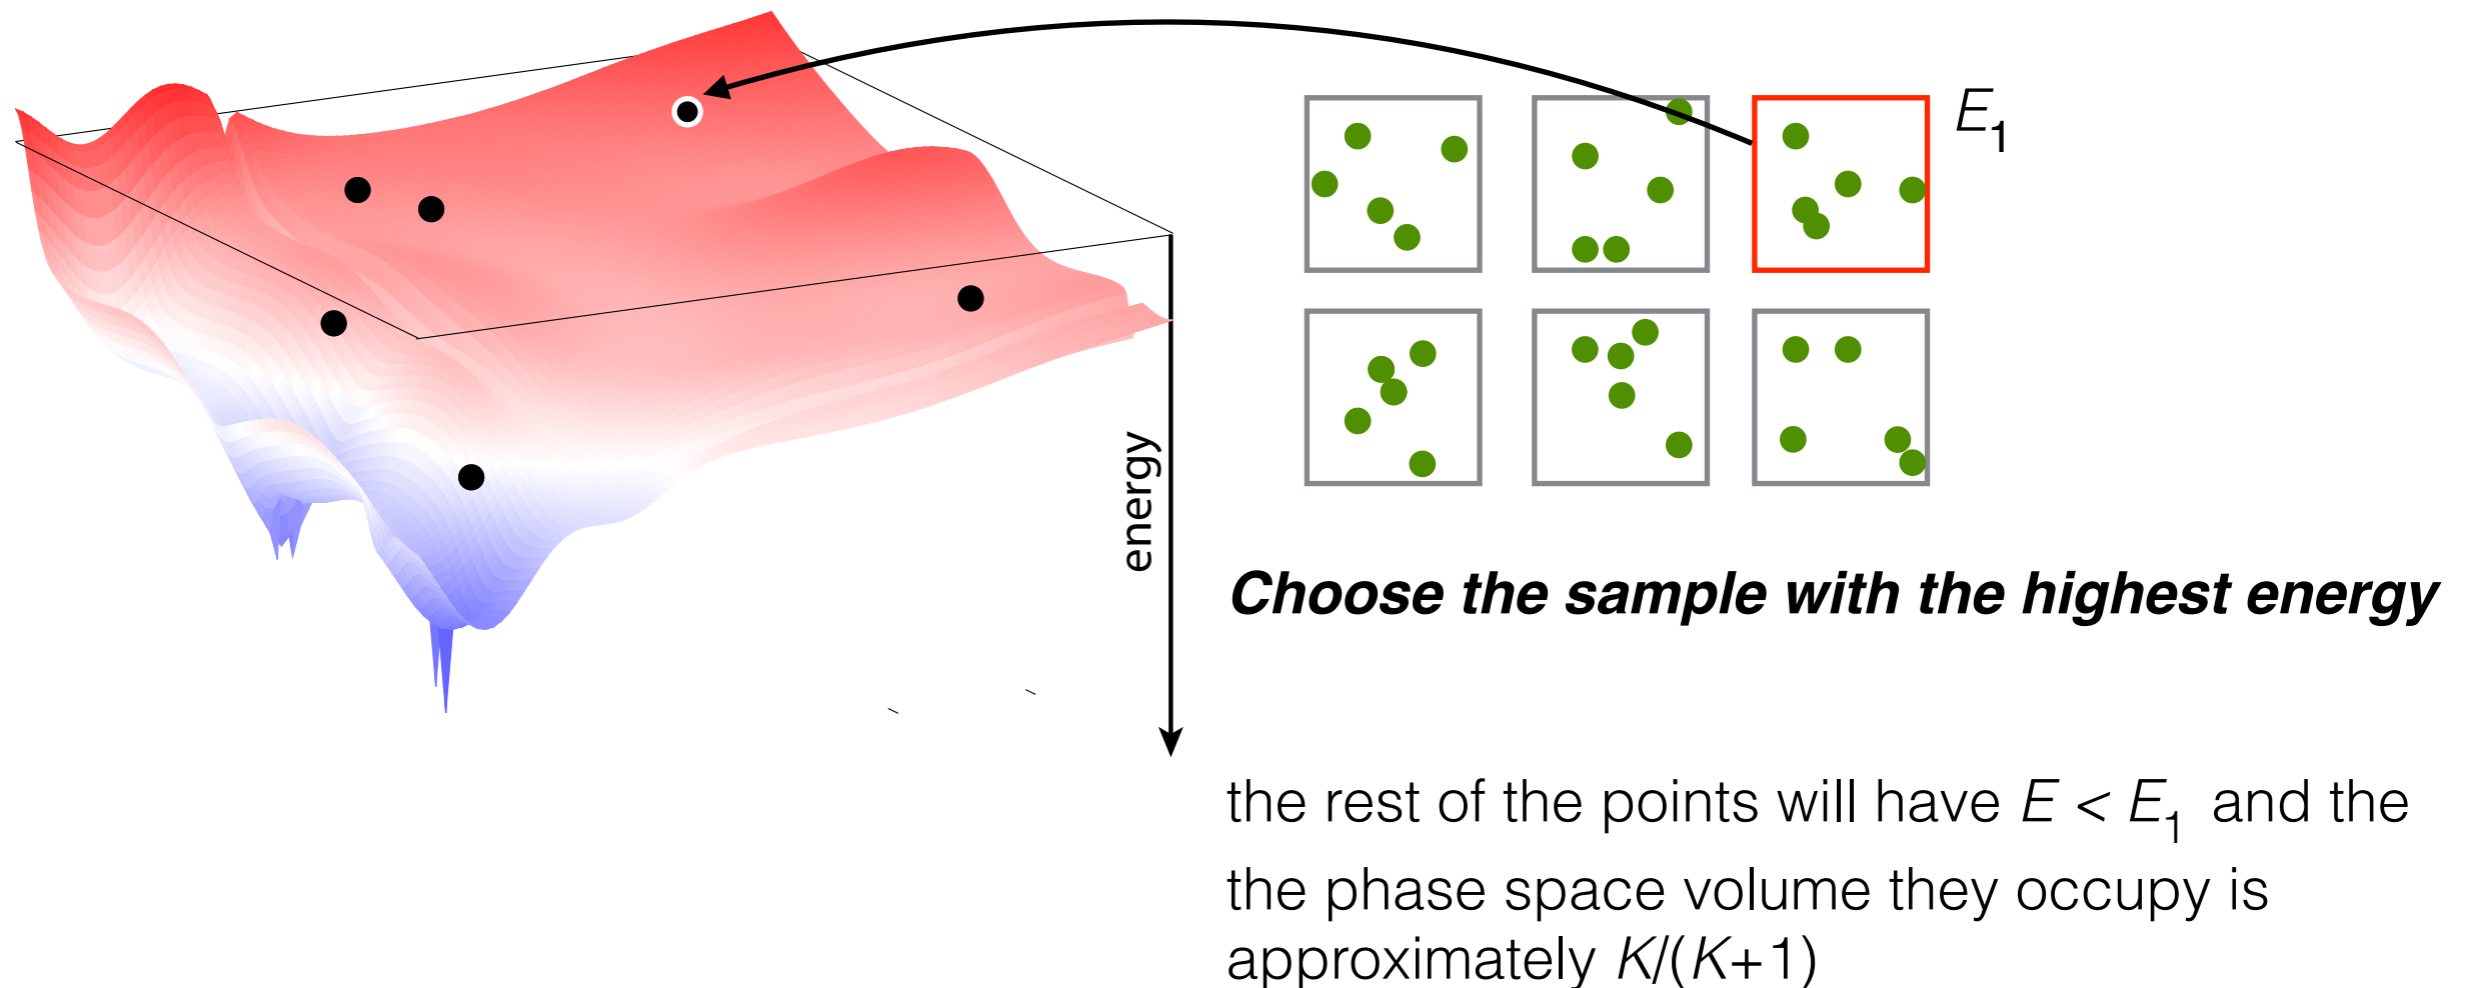 E1
energy
Choose the sample with the highest energy
the rest of the points will have E < E1 and the
the phase space volume they occupy is
approximately K/(K+1)